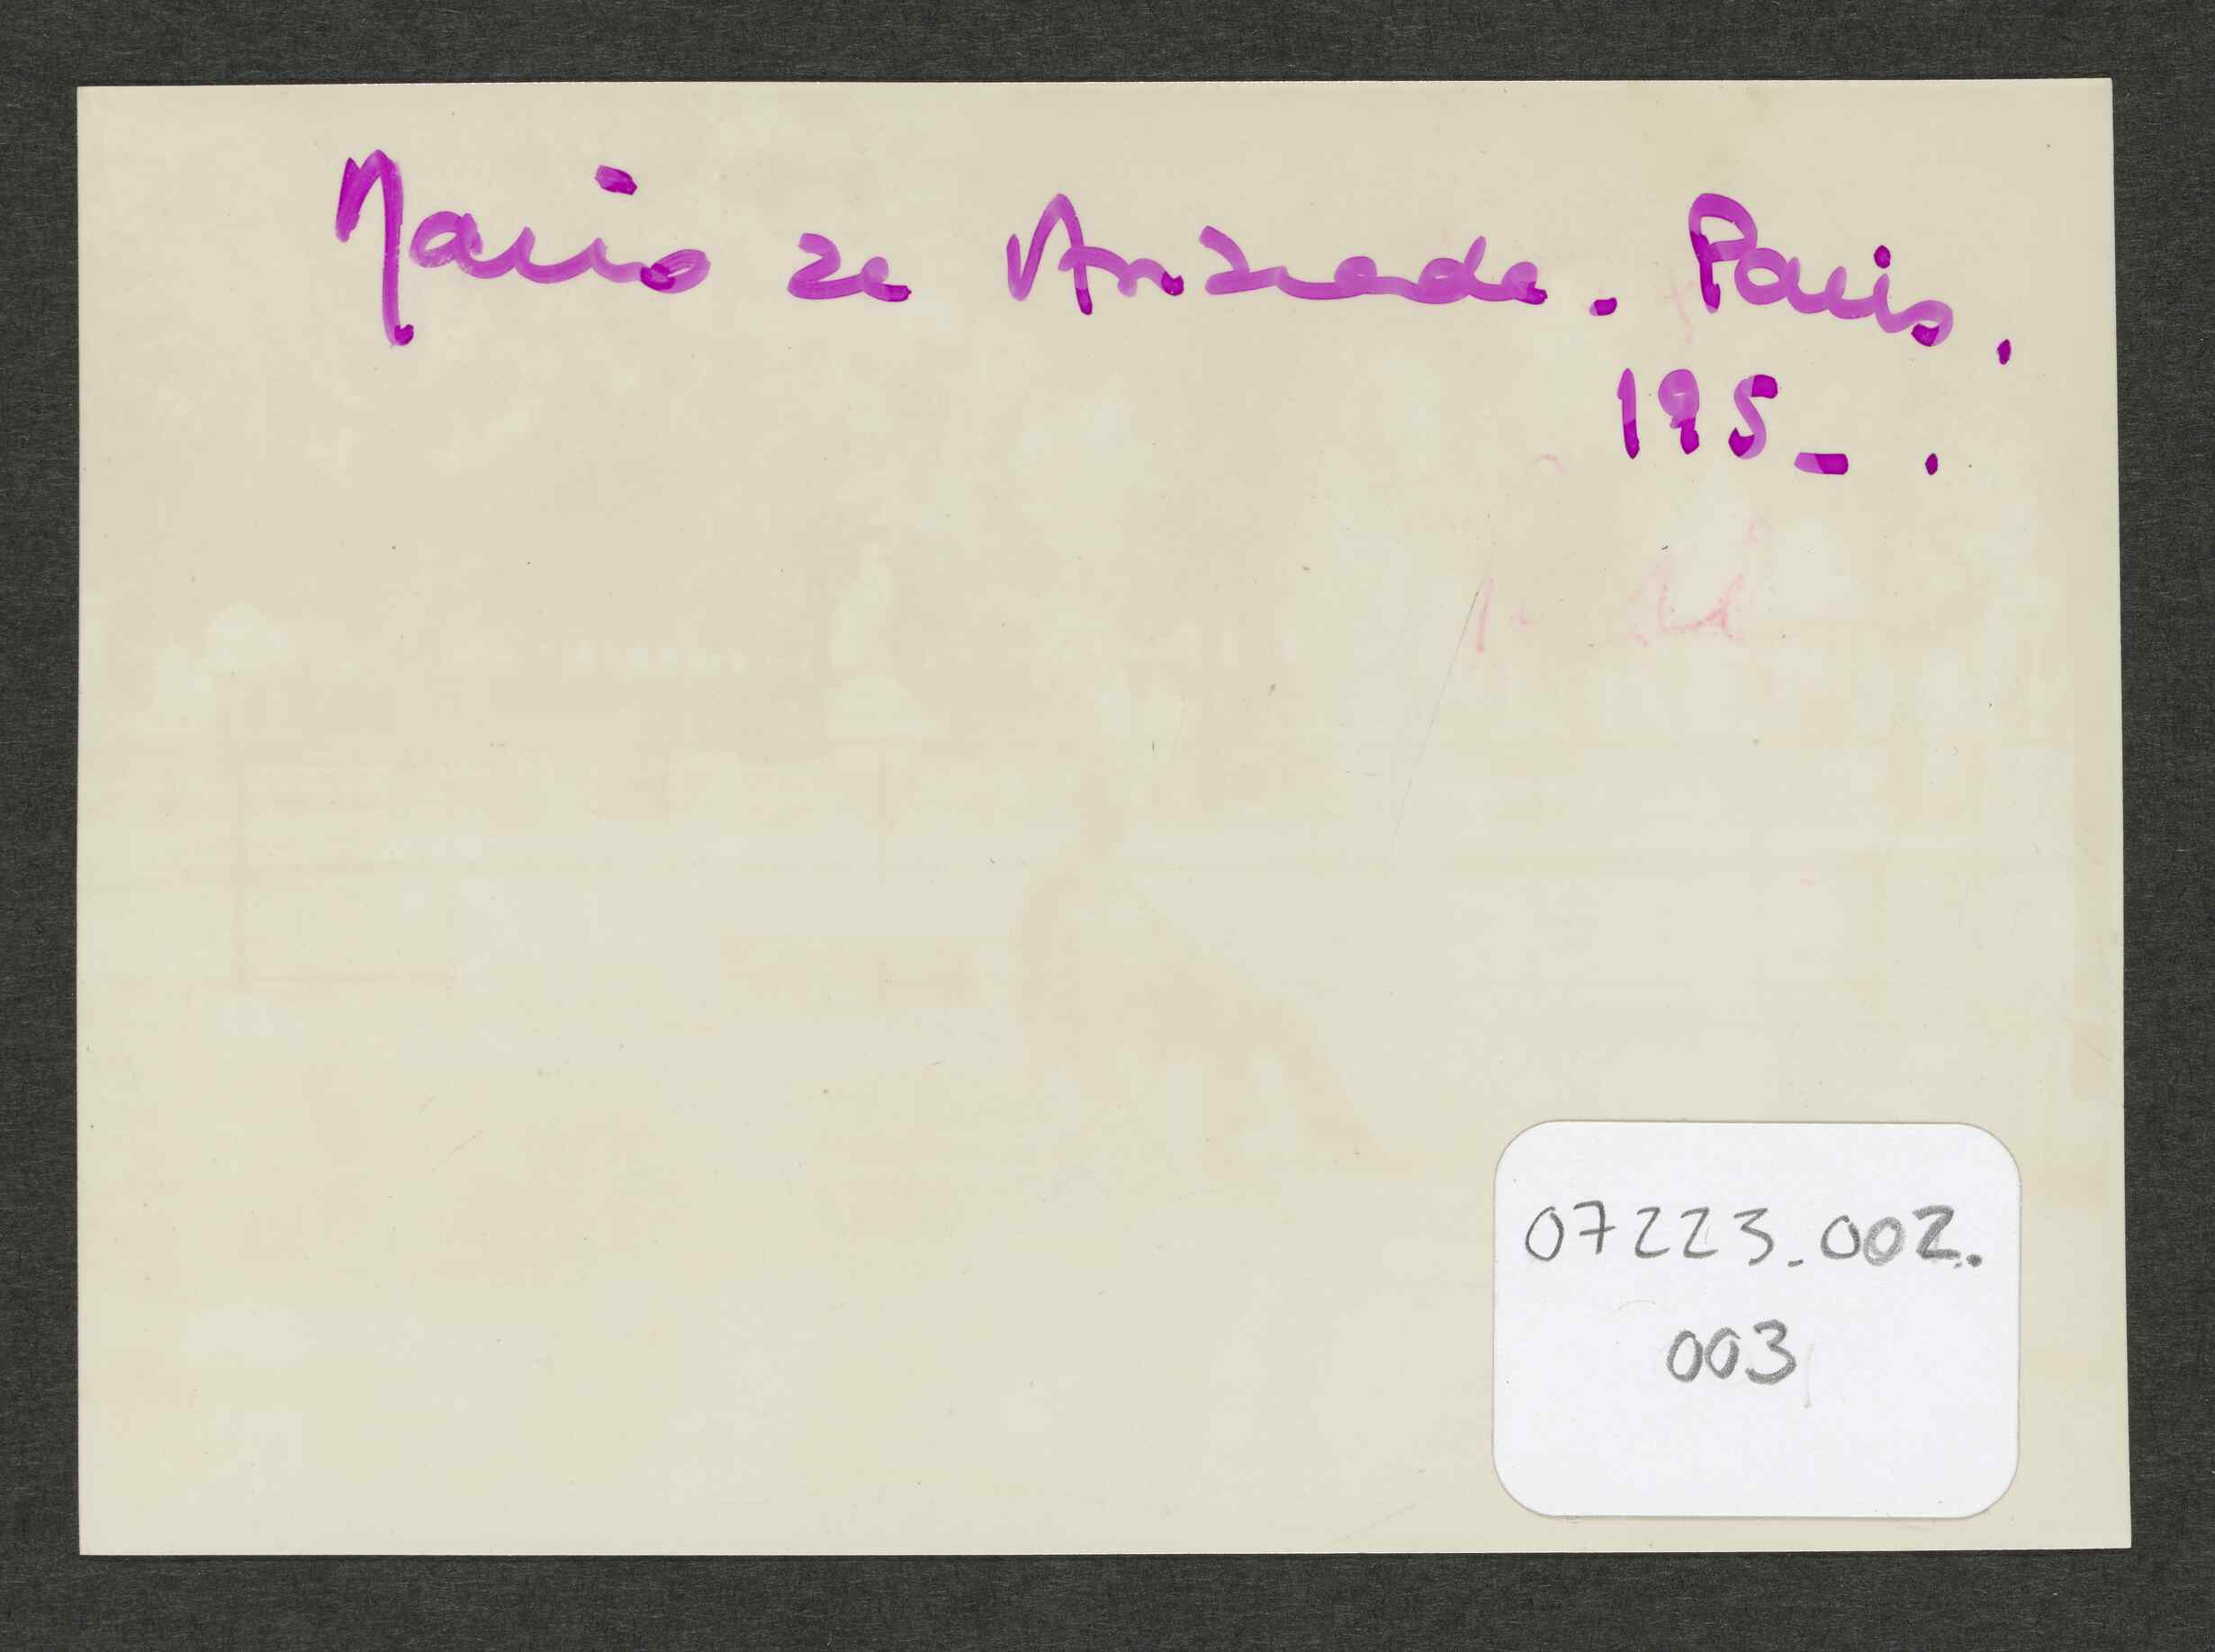 Mario de Andrade. Paris.
195_.
07223.002.
003